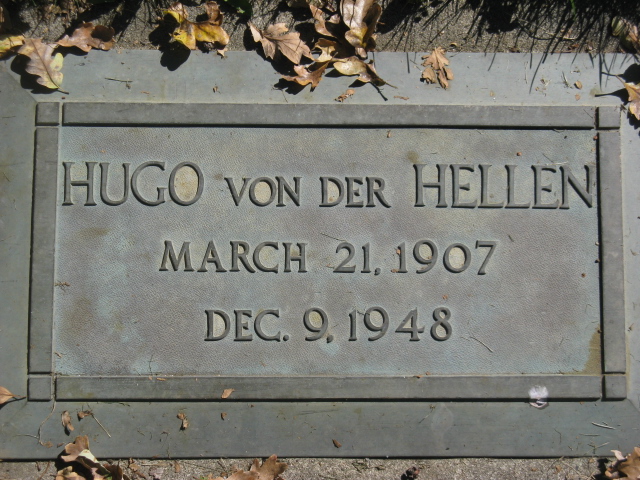 HUGO VON DER HELLEN
MARCH 21, 1907
DEC. 9, 1948